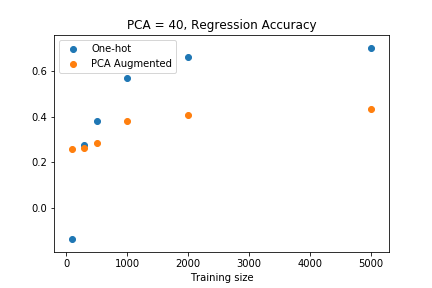 PCA = 40, Regression Accuracy
One-hot
PCA Augmented
0.6
0.4
0.2
0.0
0 1000 2000 3000 4000 5000
Training size